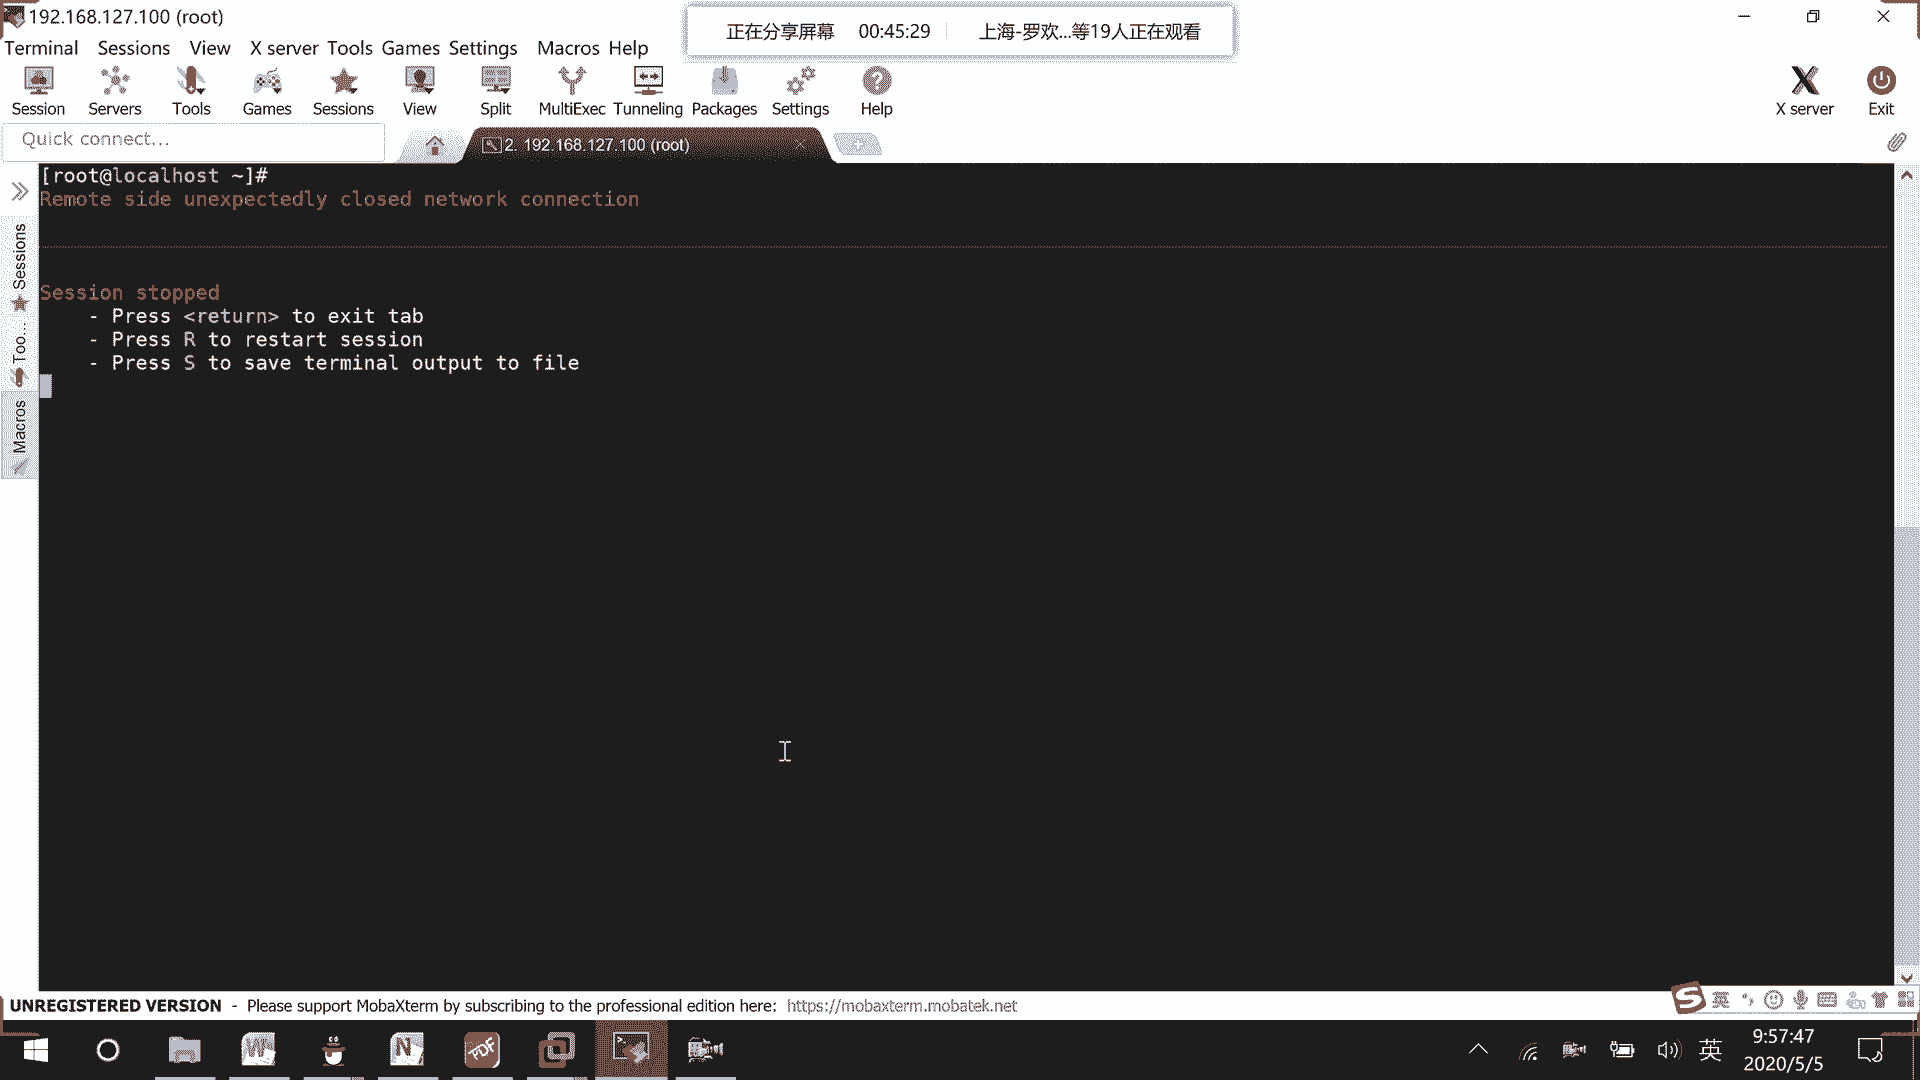 192.168.127.100 (root)
正在分享屏幕 00:45:29 上海-罗欢...等19人正在观看
Terminal Sessions View X server Tools Games Settings Macros Help
Session Servers Tools Games Sessions View Split MultiExec Tunneling Packages Settings Help X server Exit
Quick connect...
2. 192.168.127.100 (root)
[root@localhost ~]#
Remote side unexpectedly closed network connection
Session stopped
- Press <return> to exit tab
- Press R to restart session
- Press S to save terminal output to file
Sessions
Too...
Macros
UNREGISTERED VERSION - Please support MobaXterm by subscribing to the professional edition here: https://mobaxterm.mobatek.net
英
英
9:57:47
2020/5/5